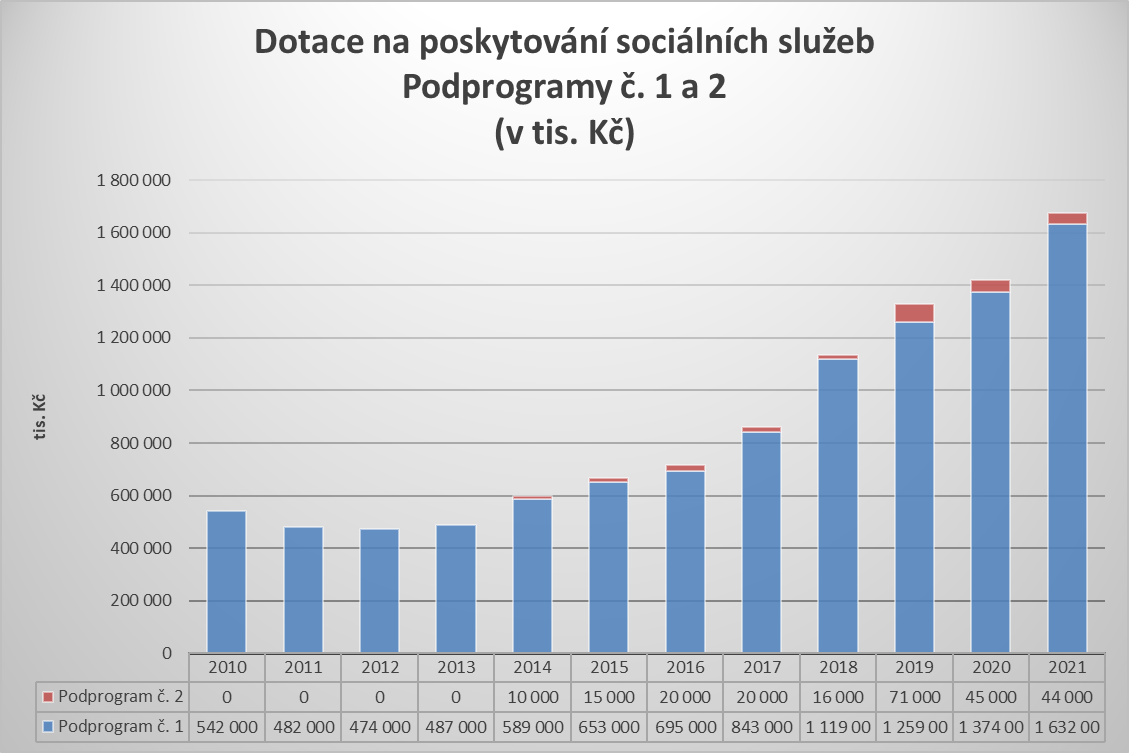 Dotace na poskytování sociálních služeb
Podprogramy č. 1 a 2
(v tis. Kč)
1 800 000
1 600 000
1 400 000
1 200 000
1 000 000
800 000
600 000
400 000
200 000
0
tis. Kč
2010 2011 2012 2013 2014 2015 2016 2017 2018 2019 2020 2021
Podprogram č. 2 0 0 0 0 10 000 15 000 20 000 20 000 16 000 71 000 45 000 44 000
Podprogram č. 1 542 000 482 000 474 000 487 000 589 000 653 000 695 000 843 000 1 119 00 1 259 00 1 374 00 1 632 00